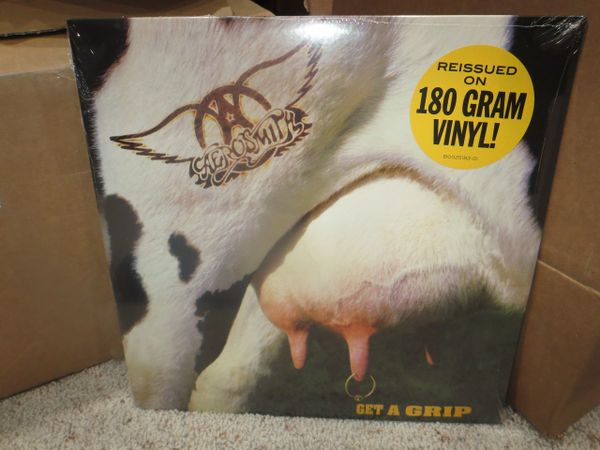 AEROSMITH
REISSUED
ON
180 GRAM
VINYL!
GET A GRIP